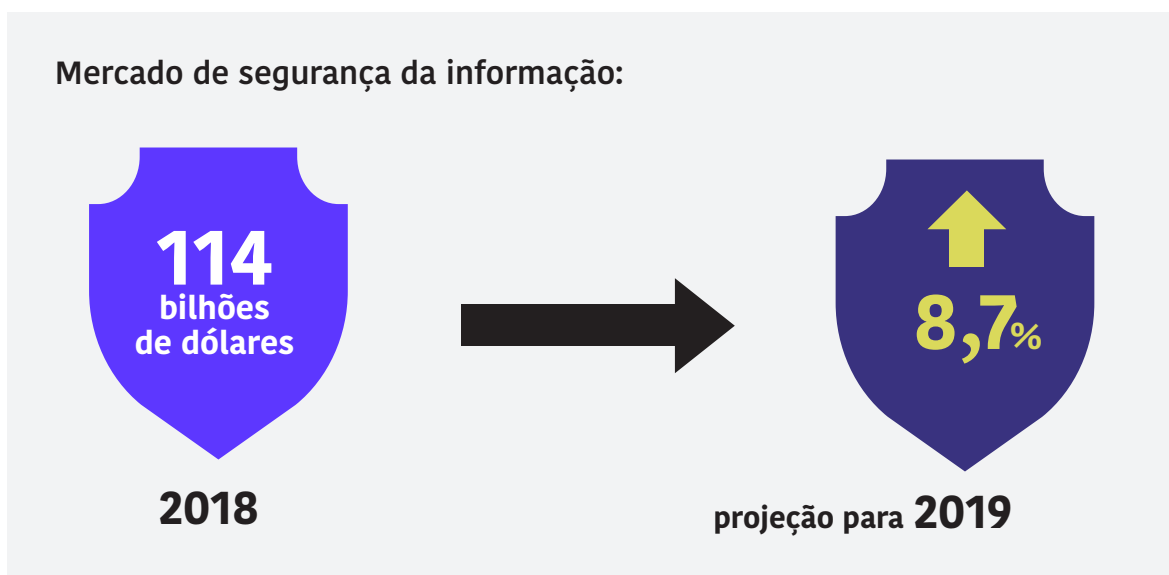 Mercado de segurança da informação:
114
bilhões
de dólares
8,7%
2018
projeção para 2019